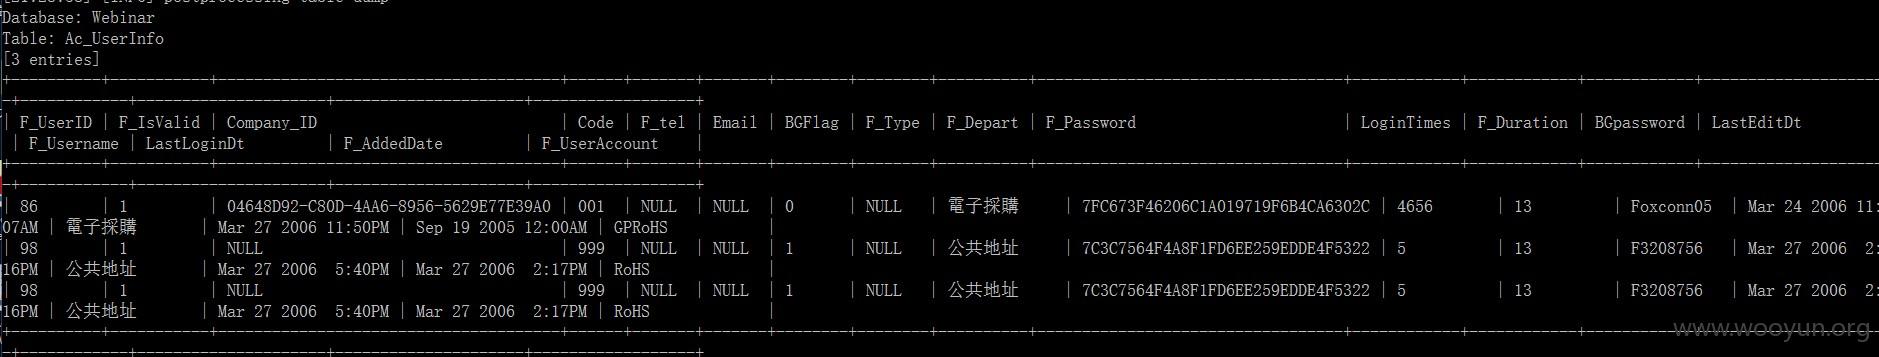 [INFO] postprocessing table dump
Database: Webinar
Table: Ac_UserInfo
[3 entries]
| F_UserID | F_IsValid | Company_ID | Code | F_tel | Email | BGFlag | F_Type | F_Depart | F_Password | LoginTimes | F_Duration | BGpassword | LastEditDt
| F_Username | LastLoginDt | F_AddedDate | F_UserAccount |
| 86 | 1 | 04648D92-C80D-4AA6-8956-5629E77E39A0 | 001 | NULL | NULL | 0 | NULL | 電子採購 | 7FC673F46206C1A019719F6B4CA6302C | 4656 | 13 | Foxconn05 | Mar 24 2006 11:
07AM | 電子採購 | Mar 27 2006 11:50PM | Sep 19 2005 12:00AM | GPRoHS |
| 98 | 1 | NULL | 999 | NULL | NULL | 1 | NULL | 公共地址 | 7C3C7564F4A8F1FD6EE259EDDE4F5322 | 5 | 13 | F3208756 | Mar 27 2006 2:
16PM | 公共地址 | Mar 27 2006 5:40PM | Mar 27 2006 2:17PM | RoHS |
| 98 | 1 | NULL | 999 | NULL | NULL | 1 | NULL | 公共地址 | 7C3C7564F4A8F1FD6EE259EDDE4F5322 | 5 | 13 | F3208756 | Mar 27 2006 2:
16PM | 公共地址 | Mar 27 2006 5:40PM | Mar 27 2006 2:17PM | RoHS |
www.wooyun.org